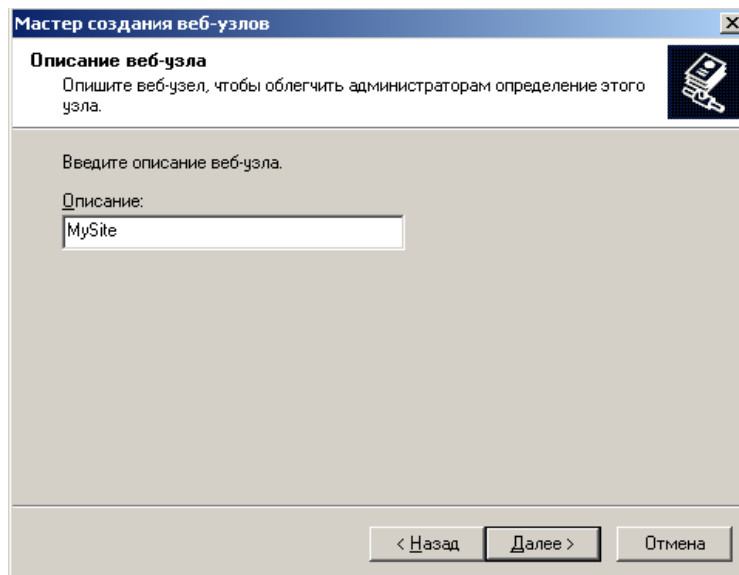 Мастер создания веб-узлов
Описание веб-узла
Опишите веб-узел, чтобы облегчить администраторам определение этого
узла.
Введите описание веб-узла.
Описание:
MySite
< Назад
Далее >
Отмена